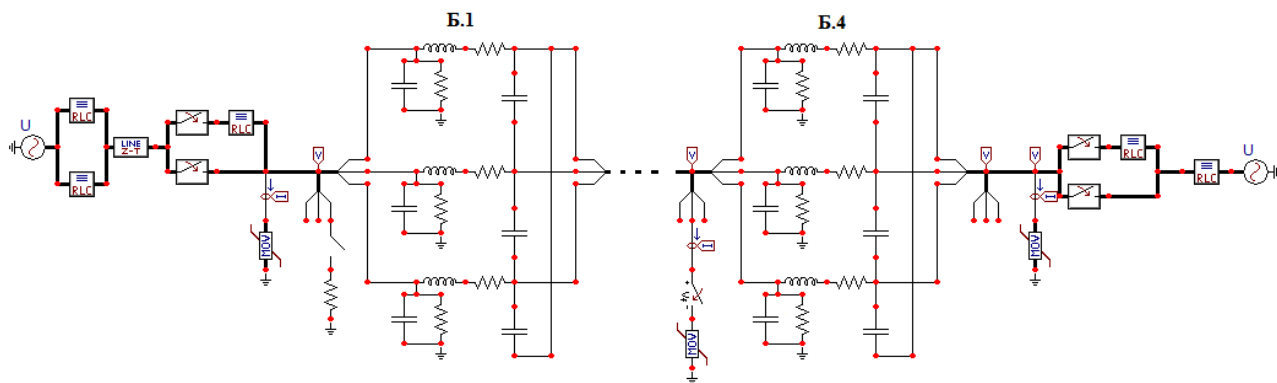 Б.1
Б.4
U
RLC
RLC
LINE
Z-T
RLC
I
MOV
V
V
I
+
V
-
MOV
V
V
I
MOV
RLC
RLC
U